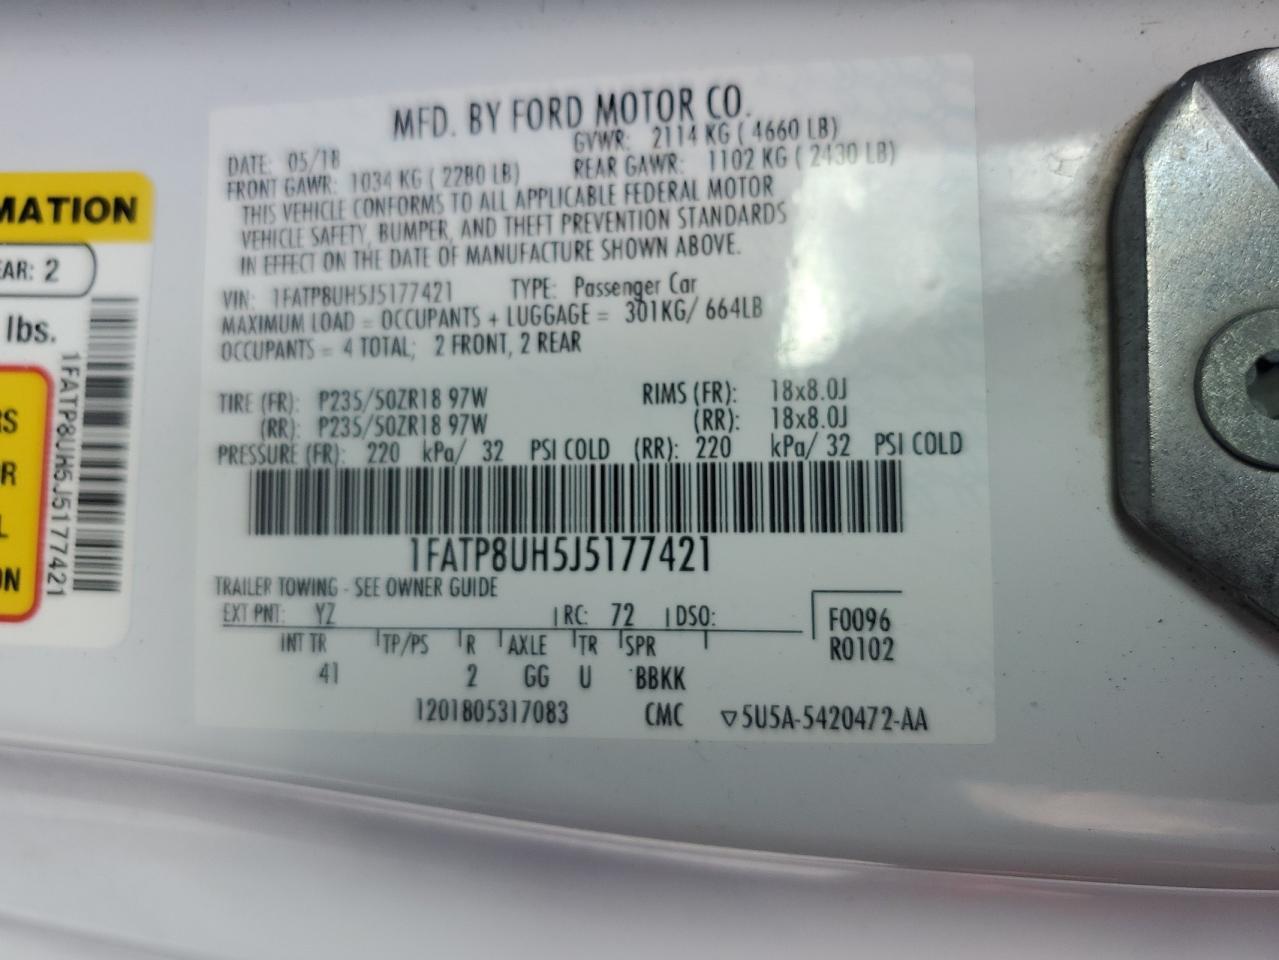 MFD. BY FORD MOTOR CO.
DATE: 05/18 GVWR: 2114 KG ( 4660 LB)
FRONT GAWR: 1034 KG ( 2280 LB) REAR GAWR: 1102 KG ( 2430 LB)
THIS VEHICLE CONFORMS TO ALL APPLICABLE FEDERAL MOTOR
VEHICLE SAFETY, BUMPER, AND THEFT PREVENTION STANDARDS
IN EFFECT ON THE DATE OF MANUFACTURE SHOWN ABOVE.
VIN: 1FATP8UH5J5177421 TYPE: Passenger Car
MAXIMUM LOAD = OCCUPANTS + LUGGAGE = 301KG/ 664LB
OCCUPANTS = 4 TOTAL; 2 FRONT, 2 REAR
TIRE (FR): P235/50ZR18 97W RIMS (FR): 18x8.0J
(RR): P235/50ZR18 97W (RR): 18x8.0J
PRESSURE (FR): 220 kPa/ 32 PSI COLD (RR): 220 kPa/ 32 PSI COLD
1FATP8UH5J5177421
TRAILER TOWING - SEE OWNER GUIDE
EXT PNT: YZ RC: 72 DSO: F0096
INT TR TP/PS R AXLE TR SPR R0102
41 2 GG U BBKK
1201805317083 CMC ▽5U5A-5420472-AA
MATION
EAR: 2
lbs.
RS
R
L
ON
1FATP8UH5J5177421